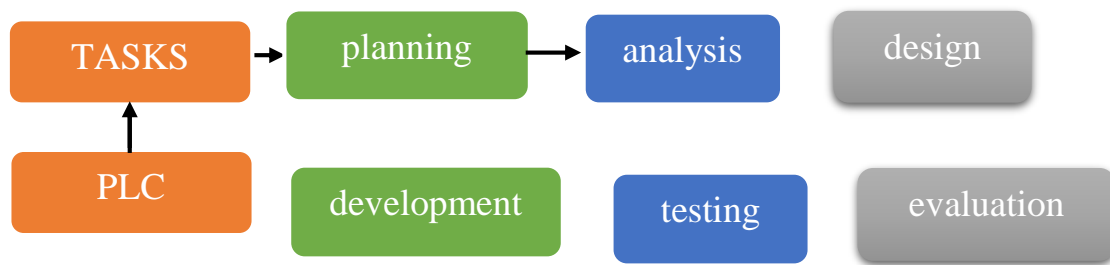 TASKS
planning
analysis
design
PLC
development
testing
evaluation